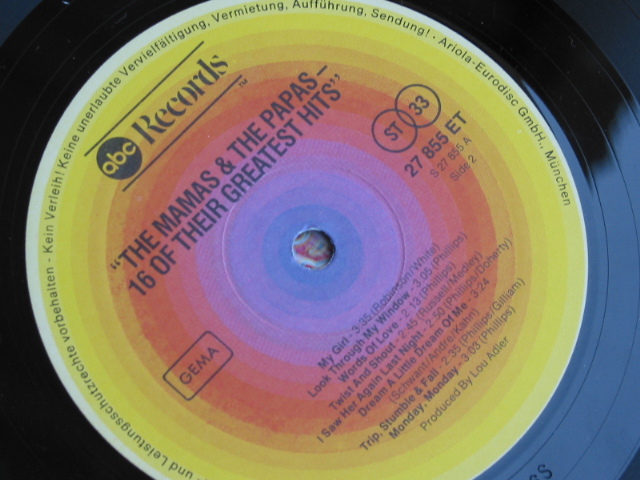 und Leistungsschutzrechte vorbehalten - Kein Verleih! Keine unerlaubte Vervielfältigung, Vermietung, Aufführung, Sendung! · Ariola-Eurodisc GmbH., München
abc Records
TM
"THE MAMAS & THE PAPAS –
16 OF THEIR GREATEST HITS"
ST 33
27 855 ET
S 27 855 A
Side 2
GEMA
My Girl - 3:35 (Robinson/White)
Look Through My Window - 3:05 (Phillips)
Words Of Love - 2:13 (Phillips)
Twist And Shout - 2:45 (Russell/Medley)
I Saw Her Again Last Night - 2:50 (Phillips/Doherty)
Dream A Little Dream Of Me - 3:24
(Schwandt/Andre/Kahn)
Trip, Stumble & Fall - 2:35 (Phillips/Gilliam)
Monday, Monday - 3:03 (Phillips)
Produced By Lou Adler